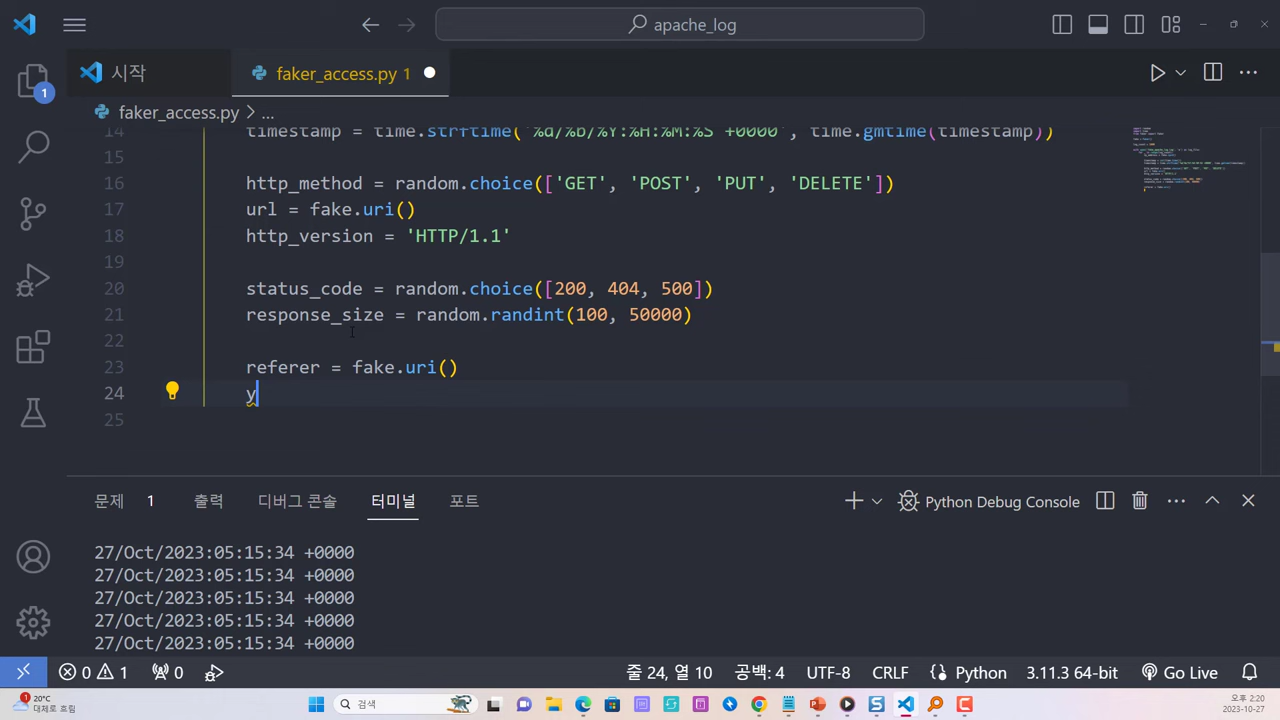 apache_log
시작
faker_access.py 1
faker_access.py > ...
14 timestamp = time.strftime('%d/%b/%Y:%H:%M:%S +0000', time.gmtime(timestamp))
15
16 http_method = random.choice(['GET', 'POST', 'PUT', 'DELETE'])
17 url = fake.uri()
18 http_version = 'HTTP/1.1'
19
20 status_code = random.choice([200, 404, 500])
21 response_size = random.randint(100, 50000)
22
23 referer = fake.uri()
24 y
25
문제 1 출력 디버그 콘솔 터미널 포트 Python Debug Console
27/Oct/2023:05:15:34 +0000
27/Oct/2023:05:15:34 +0000
27/Oct/2023:05:15:34 +0000
27/Oct/2023:05:15:34 +0000
27/Oct/2023:05:15:34 +0000
0 1 0 줄 24, 열 10 공백: 4 UTF-8 CRLF Python 3.11.3 64-bit Go Live
20°C 검색 오후 2:20
대체로 흐림 2023-10-27